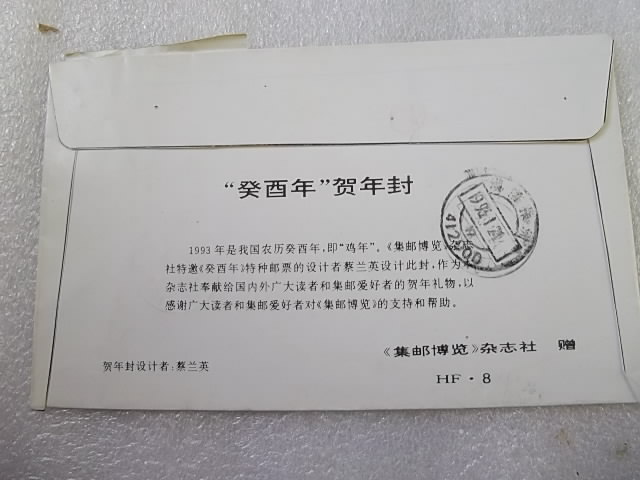 “癸酉年”贺年封
1993年是我国农历癸酉年,即“鸡年”。《集邮博览》杂志
社特邀《癸酉年》特种邮票的设计者蔡兰英设计此封,作为本
杂志社奉献给国内外广大读者和集邮爱好者的贺年礼物,以
感谢广大读者和集邮爱好者对《集邮博览》的支持和帮助。
贺年封设计者:蔡兰英
《集邮博览》杂志社 赠
HF·8